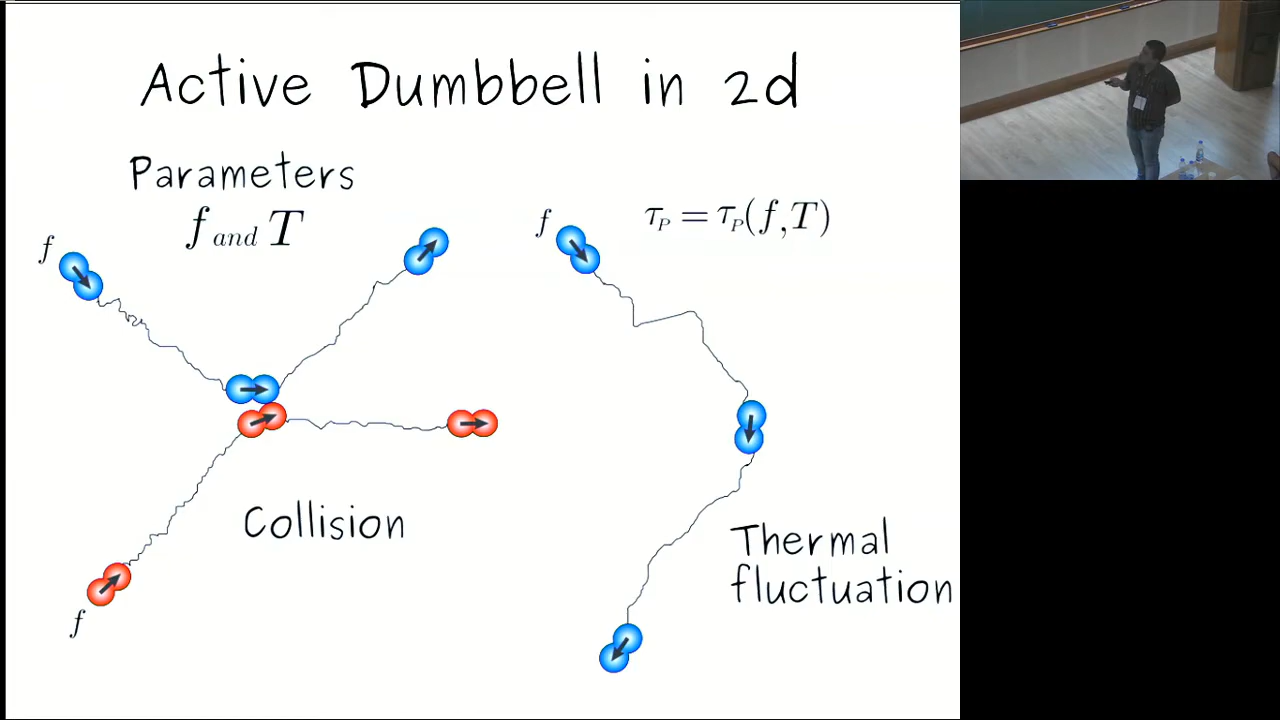 Active Dumbbell in 2d
Parameters
f and T
f
f
Collision
f
τ_P = τ_P(f,T)
Thermal
fluctuation